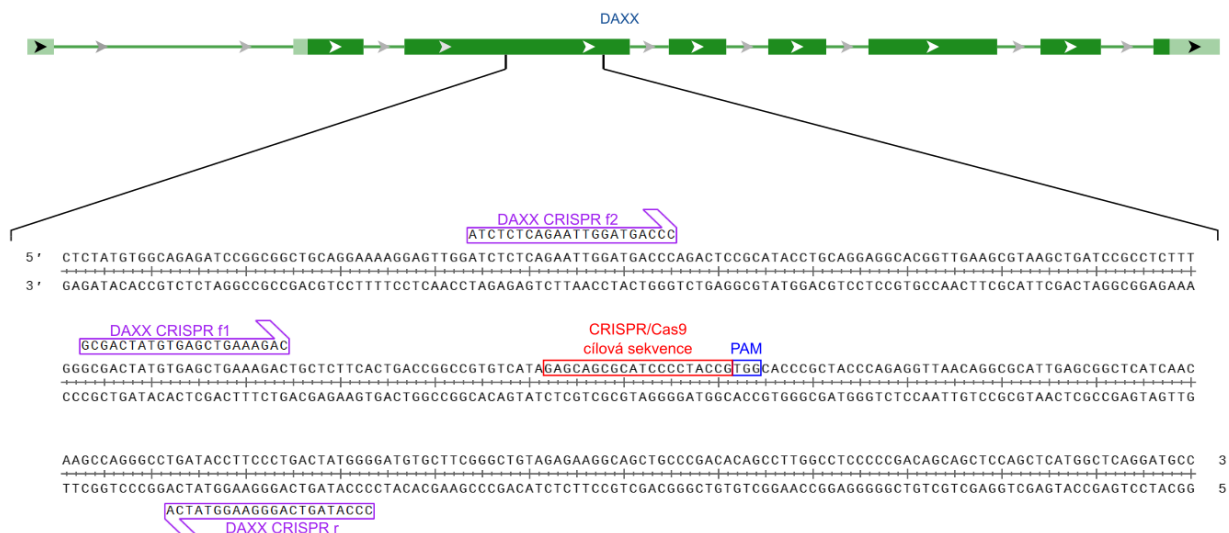 DAXX
DAXX CRISPR f2
ATCTCTCAGAATTGGATGACCC
5' CTCTATGTGGCAGAGATCCGGCGGCTGCAGGAAAAGGAGTTGGATCTCTCAGAATTGGATGACCCAGACTCCGCATACCTGCAGGAGGCACGGTTGAAGCGTAAGCTGATCCGCCTCTTT
3' GAGATACACCGTCTCTAGGCCGCCGACGTCCTTTTCCTCAACCTAGAGAGTCTTAACCTACTGGGTCTGAGGCGTATGGACGTCCTCCGTGCCAACTTCGCATTCGACTAGGCGGAGAAA
DAXX CRISPR f1
GCGACTATGTGAGCTGAAAGAC
CRISPR/Cas9
cílová sekvence
PAM
GGGCGACTATGTGAGCTGAAAGACTGCTCTTCACTGACCGGCCGTGTCATAGAGCAGCGCATCCCCTACCGTGGCACCCGCTACCCAGAGGTTAACAGGCGCATTGAGCGGCTCATCAAC
CCCGCTGATACACTCGACTTTCTGACGAGAAGTGACTGGCCGGCACAGTATCTCGTCGCGTAGGGGATGGCACCGTGGGCGATGGGTCTCCAATTGTCCGCGTAACTCGCCGAGTAGTTG
AAGCCAGGGCCTGATACCTTCCCTGACTATGGGGATGTGCTTCGGGCTGTAGAGAAGGCAGCTGCCCGACACAGCCTTGGCCTCCCCCGACAGCAGCTCCAGCTCATGGCTCAGGATGCC 3
TTCGGTCCCGGACTATGGAAGGGACTGATACCCCTACACGAAGCCCGACATCTCTTCCGTCGACGGGCTGTGTCGGAACCGGAGGGGGCTGTCGTCGAGGTCGAGTACCGAGTCCTACGG 5
ACTATGGAAGGGACTGATACCC
DAXX CRISPR r